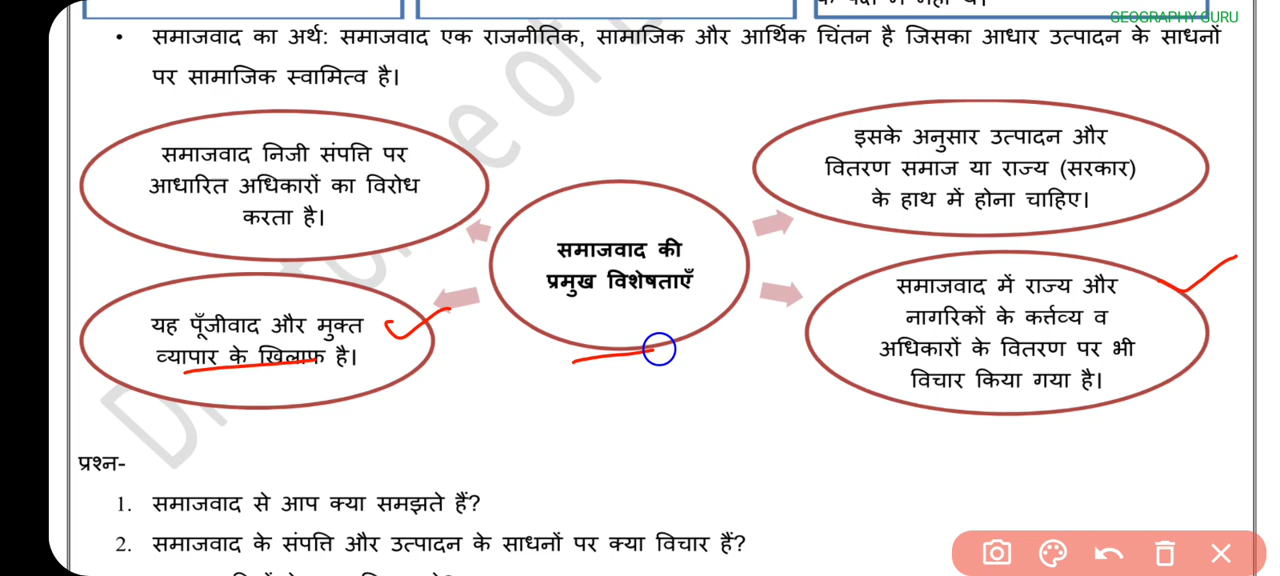 GEOGRAPHY GURU
• समाजवाद का अर्थ: समाजवाद एक राजनीतिक, सामाजिक और आर्थिक चिंतन है जिसका आधार उत्पादन के साधनों
पर सामाजिक स्वामित्व है।
समाजवाद निजी संपत्ति पर
आधारित अधिकारों का विरोध
करता है।
इसके अनुसार उत्पादन और
वितरण समाज या राज्य (सरकार)
के हाथ में होना चाहिए।
समाजवाद की
प्रमुख विशेषताएँ
यह पूँजीवाद और मुक्त
व्यापार के खिलाफ है।
समाजवाद में राज्य और
नागरिकों के कर्त्तव्य व
अधिकारों के वितरण पर भी
विचार किया गया है।
प्रश्न-
1. समाजवाद से आप क्या समझते हैं?
2. समाजवाद के संपत्ति और उत्पादन के साधनों पर क्या विचार हैं?